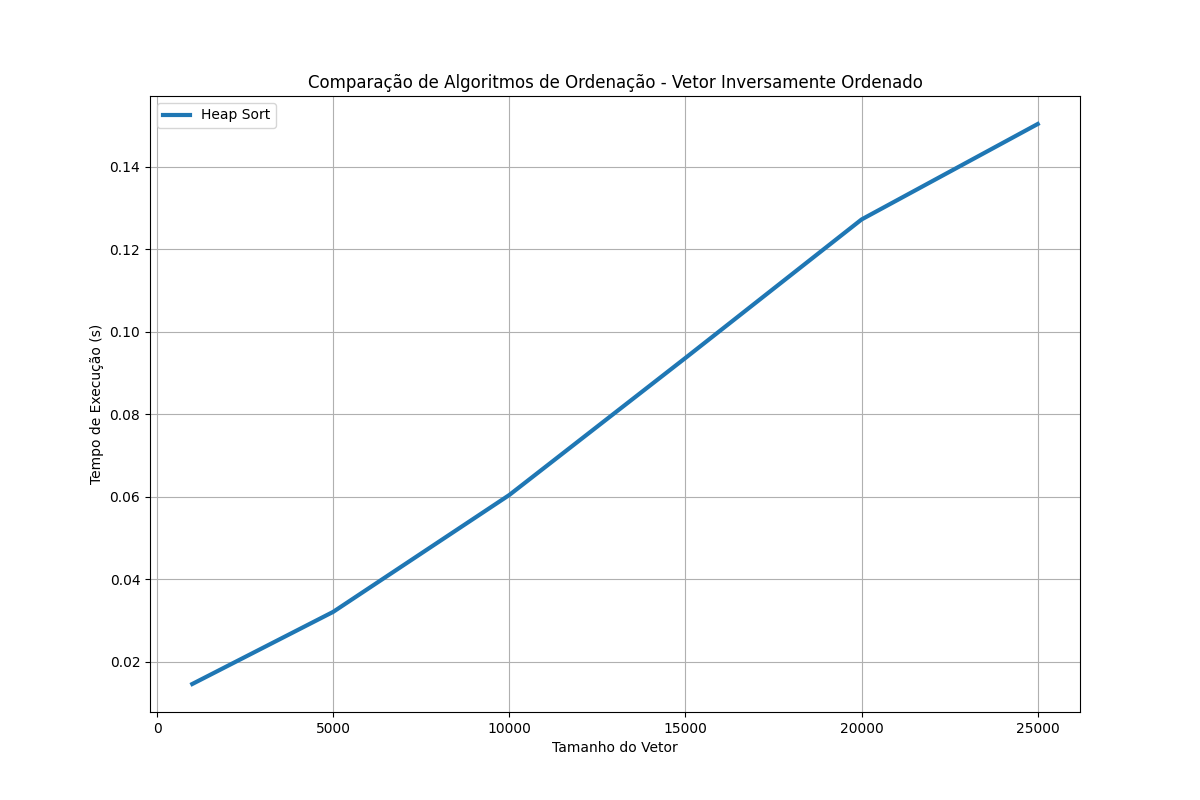 Comparação de Algoritmos de Ordenação - Vetor Inversamente Ordenado
Heap Sort
Tempo de Execução (s)
0.14
0.12
0.10
0.08
0.06
0.04
0.02
0 5000 10000 15000 20000 25000
Tamanho do Vetor